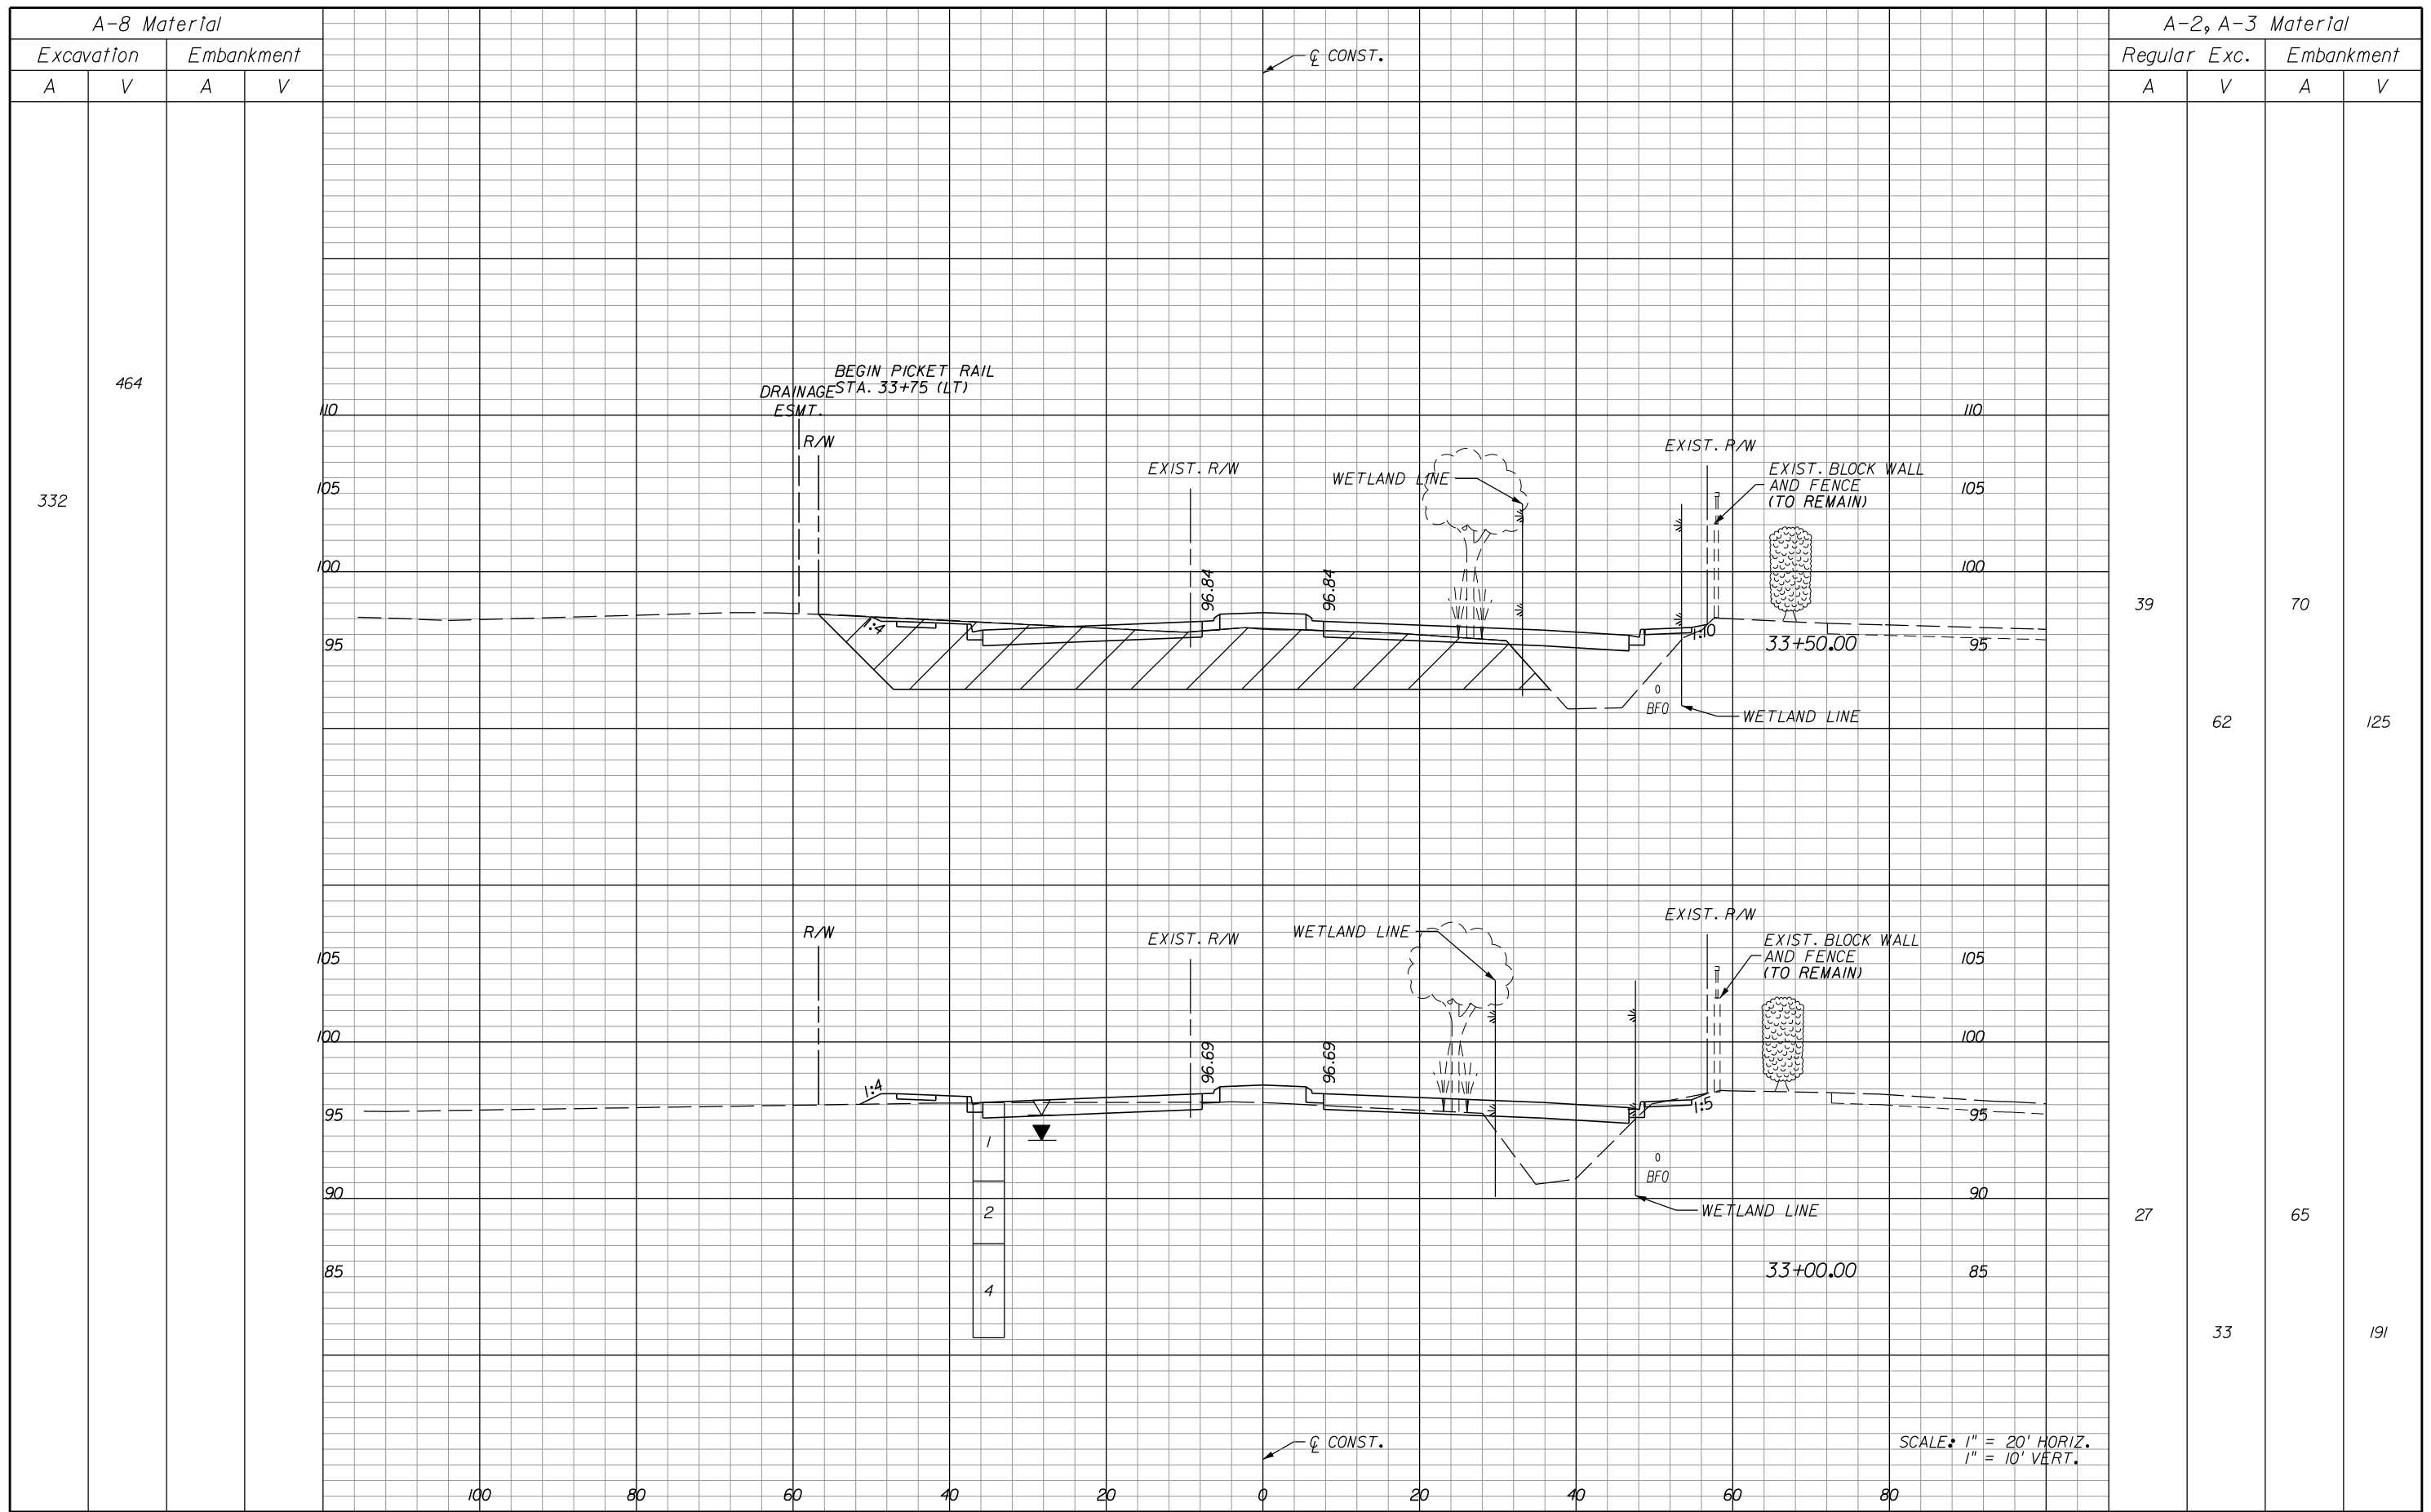 A-8 Material
Excavation Embankment
A V A V
464
332
A-2, A-3 Material
Regular Exc. Embankment
A V A V
39 70
62 125
27 65
33 191
℄ CONST.
BEGIN PICKET RAIL
STA. 33+75 (LT)
DRAINAGE
ESMT.
R/W
110 110
EXIST. R/W
WETLAND LINE
EXIST. R/W
EXIST. BLOCK WALL
AND FENCE
(TO REMAIN)
105 105
100 100
96.84 96.84
1:4
1:10
95 33+50.00 95
0
BFO
WETLAND LINE
R/W
EXIST. R/W
WETLAND LINE
EXIST. R/W
EXIST. BLOCK WALL
AND FENCE
(TO REMAIN)
105 105
100 100
96.69 96.69
1:4
1:5
95 95
1
0
BFO
90 90
2
WETLAND LINE
85 33+00.00 85
4
℄ CONST.
SCALE: 1" = 20' HORIZ.
1" = 10' VERT.
100 80 60 40 20 0 20 40 60 80